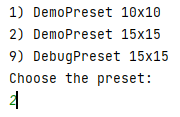 1) DemoPreset 10x10
2) DemoPreset 15x15
9) DebugPreset 15x15
Choose the preset:
2